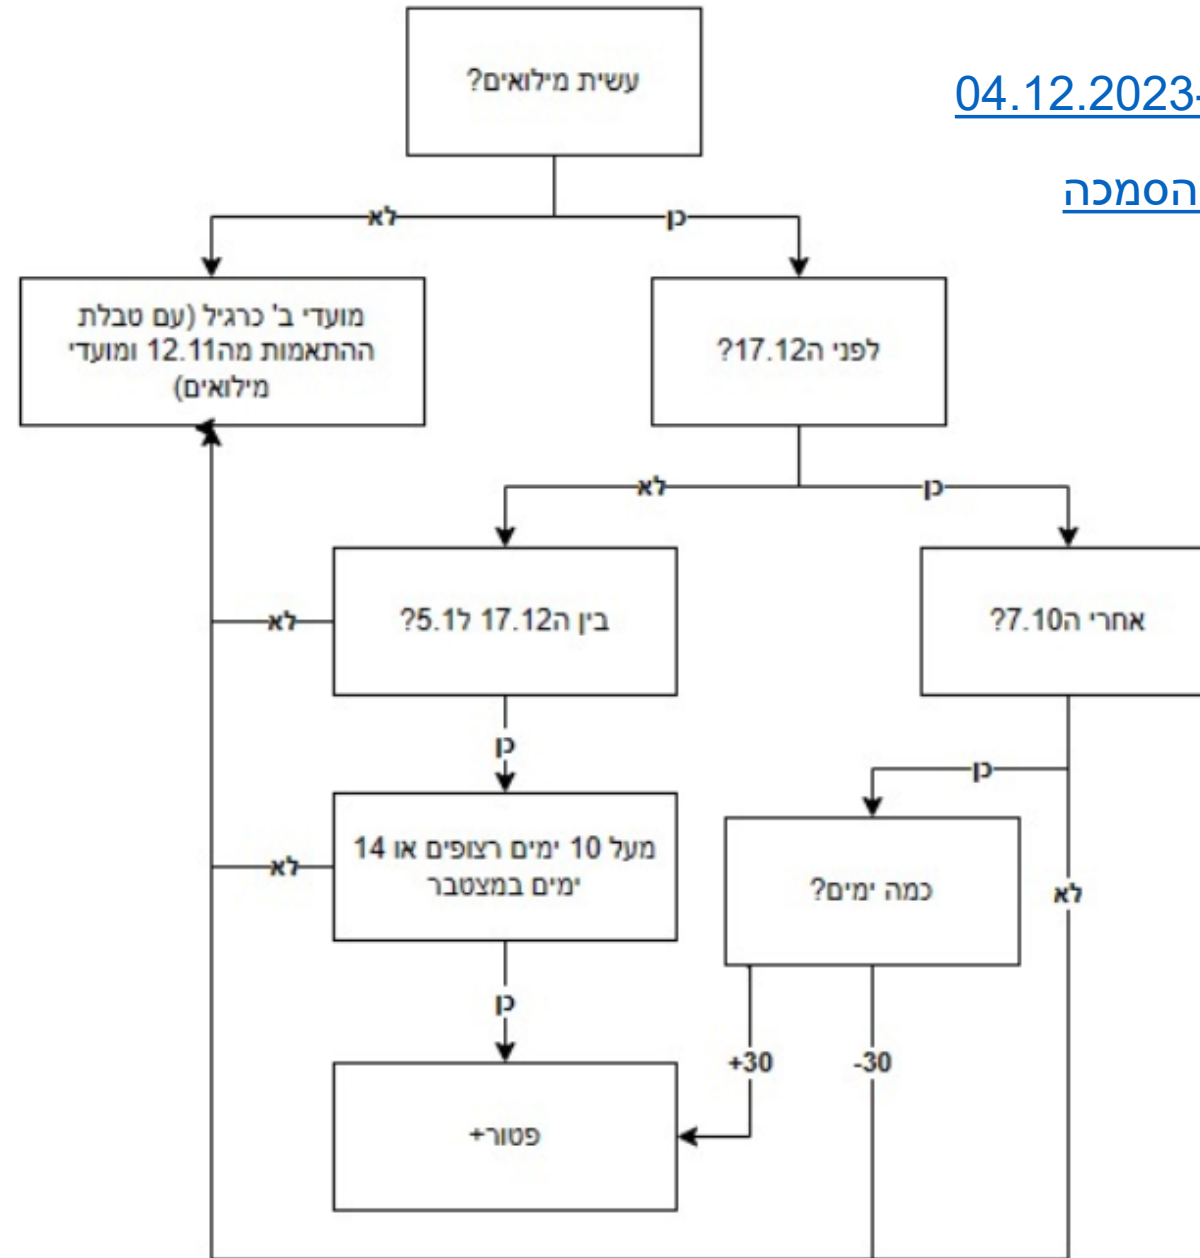 עשית מילואים?
04.12.2023-
הסמכה
לא
כן
מועדי ב' כרגיל (עם טבלת
ההתאמות מה12.11 ומועדי
מילואים)
לפני ה17.12?
לא
כן
בין ה17.12 ל5.1?
אחרי ה7.10?
לא
כן
כן
מעל 10 ימים רצופים או 14
ימים במצטבר
כמה ימים?
לא
לא
כן
+30
-30
פטור+